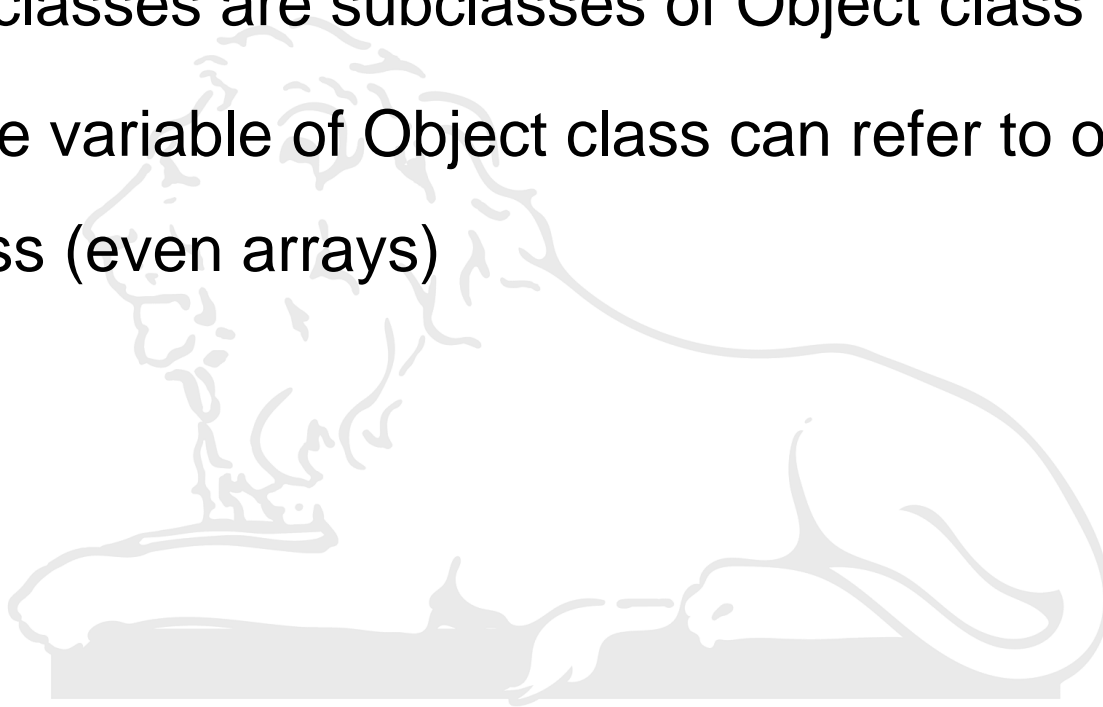 classes are subclasses of Object class
e variable of Object class can refer to o
ss (even arrays)